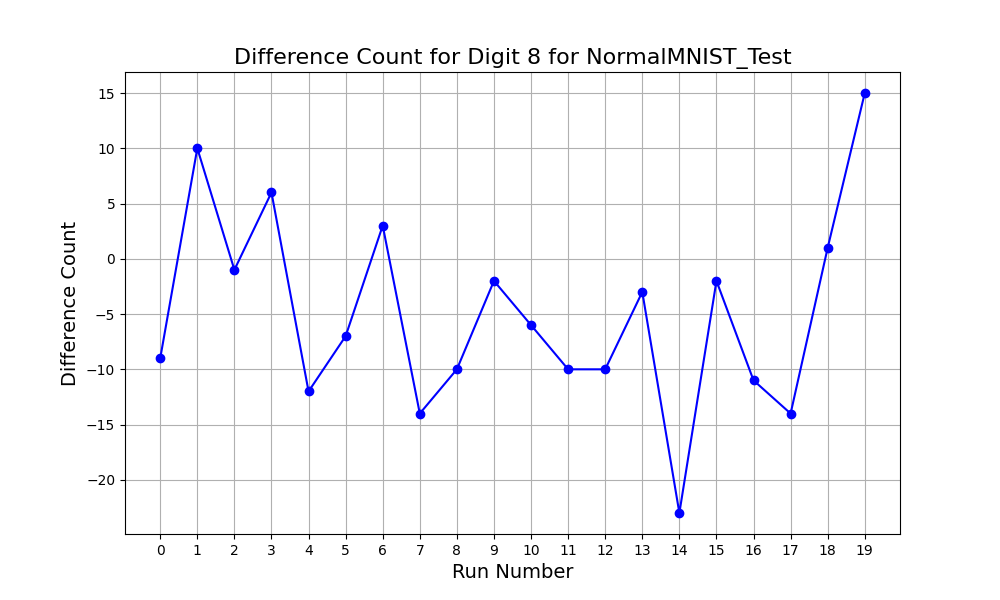 Difference Count for Digit 8 for NormalMNIST_Test
Difference Count
15
10
5
0
−5
−10
−15
−20
0 1 2 3 4 5 6 7 8 9 10 11 12 13 14 15 16 17 18 19
Run Number